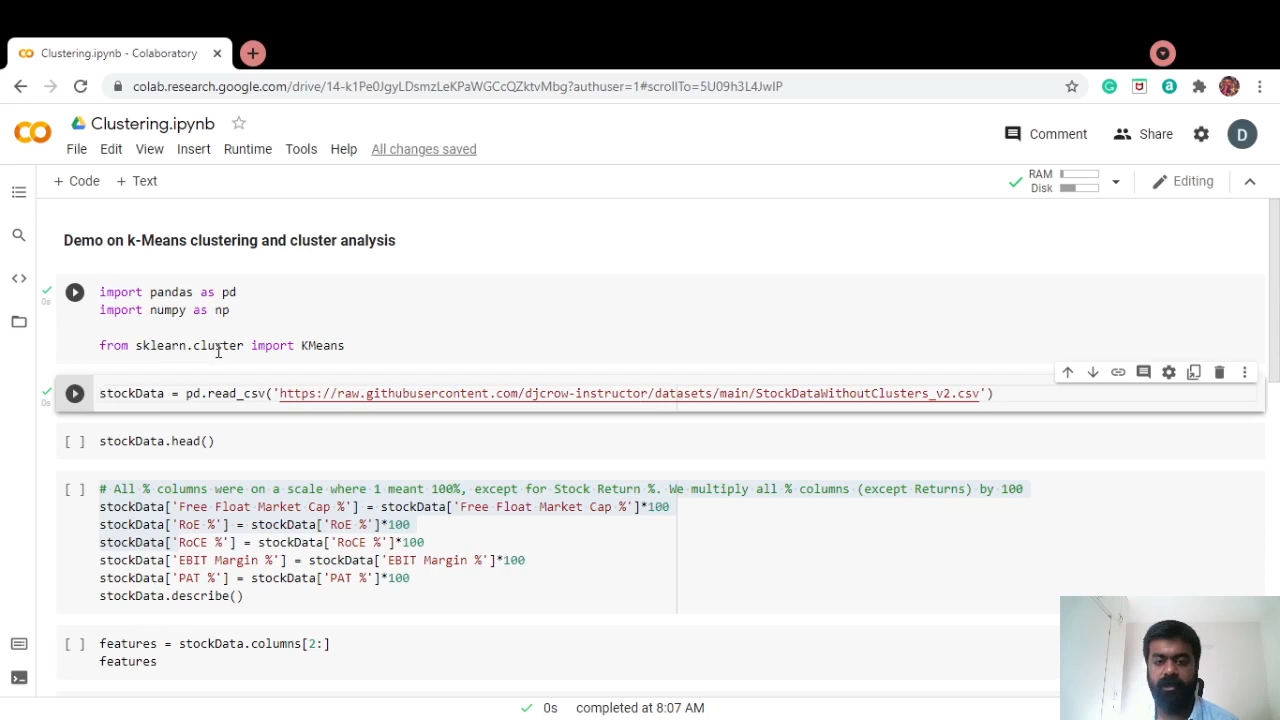 Clustering.ipynb - Colaboratory
colab.research.google.com/drive/14-k1Pe0JgyLDsmzLeKPbWGCcQZktvMbg?authuser=1#scrollTo=5U09h3L4JwIP
Clustering.ipynb
Comment
Share
D
File Edit View Insert Runtime Tools Help All changes saved
+ Code + Text
RAM
Disk
Editing
Demo on k-Means clustering and cluster analysis
import pandas as pd
0s
import numpy as np
from sklearn.cluster import KMeans
stockData = pd.read_csv('https://raw.githubusercontent.com/djcrow-instructor/datasets/main/StockDataWithoutClusters_v2.csv')
0s
[ ] stockData.head()
[ ] # All % columns were on a scale where 1 meant 100%, except for Stock Return %. We multiply all % columns (except Returns) by 100
stockData['Free Float Market Cap %'] = stockData['Free Float Market Cap %']*100
stockData['RoE %'] = stockData['RoE %']*100
stockData['RoCE %'] = stockData['RoCE %']*100
stockData['EBIT Margin %'] = stockData['EBIT Margin %']*100
stockData['PAT %'] = stockData['PAT %']*100
stockData.describe()
[ ] features = stockData.columns[2:]
features
0s completed at 8:07 AM